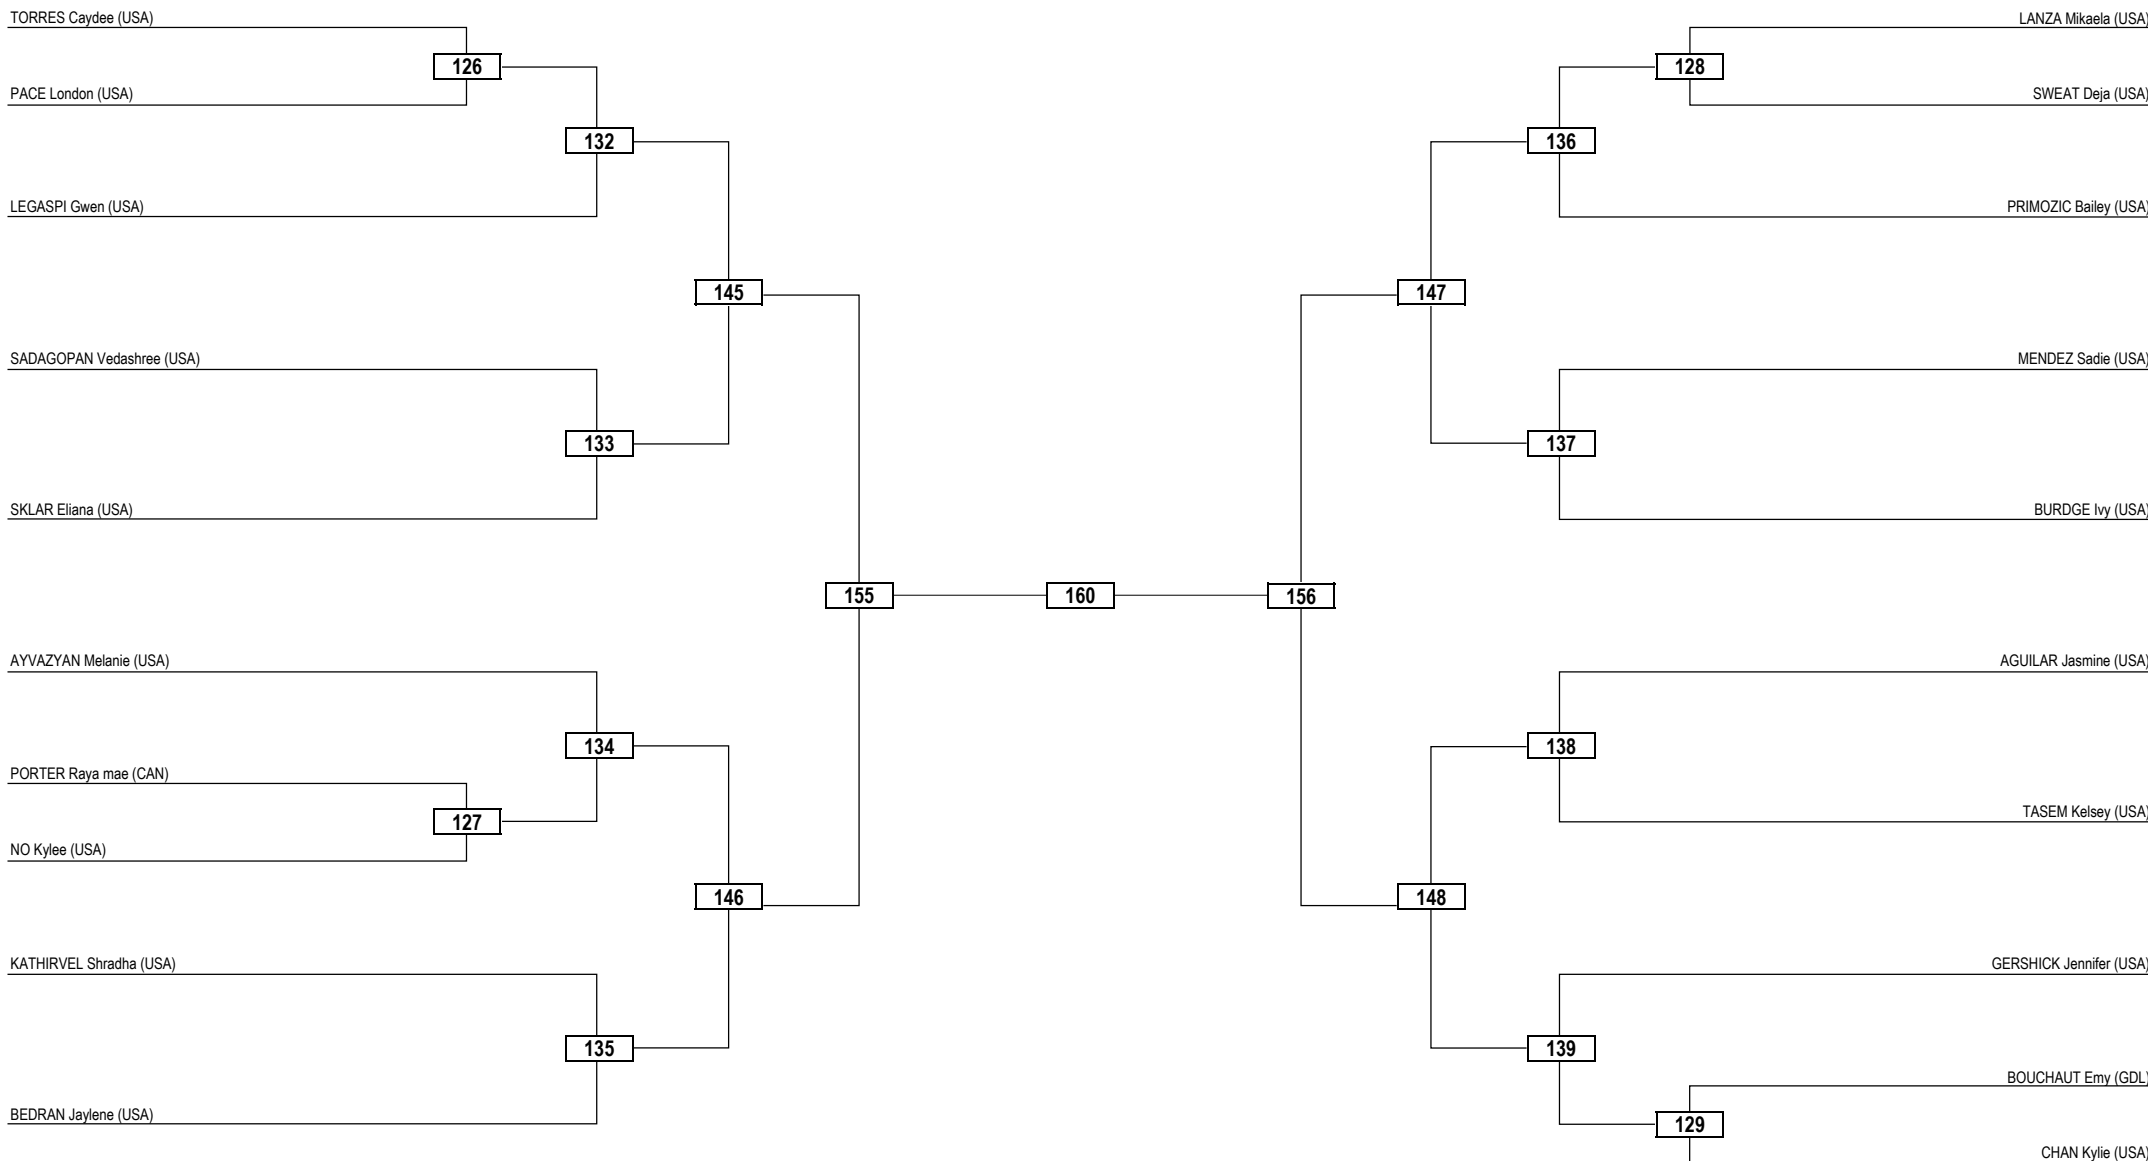 TORRES Caydee (USA)
LANZA Mikaela (USA)
126
128
PACE London (USA)
SWEAT Deja (USA)
132
136
LEGASPI Gwen (USA)
PRIMOZIC Bailey (USA)
145
147
SADAGOPAN Vedashree (USA)
MENDEZ Sadie (USA)
133
137
SKLAR Eliana (USA)
BURDGE Ivy (USA)
155
160
156
AYVAZYAN Melanie (USA)
AGUILAR Jasmine (USA)
134
138
PORTER Raya mae (CAN)
127
TASEM Kelsey (USA)
NO Kylee (USA)
146
148
KATHIRVEL Shradha (USA)
GERSHICK Jennifer (USA)
135
139
BOUCHAUT Emy (GDL)
BEDRAN Jaylene (USA)
129
CHAN Kylie (USA)